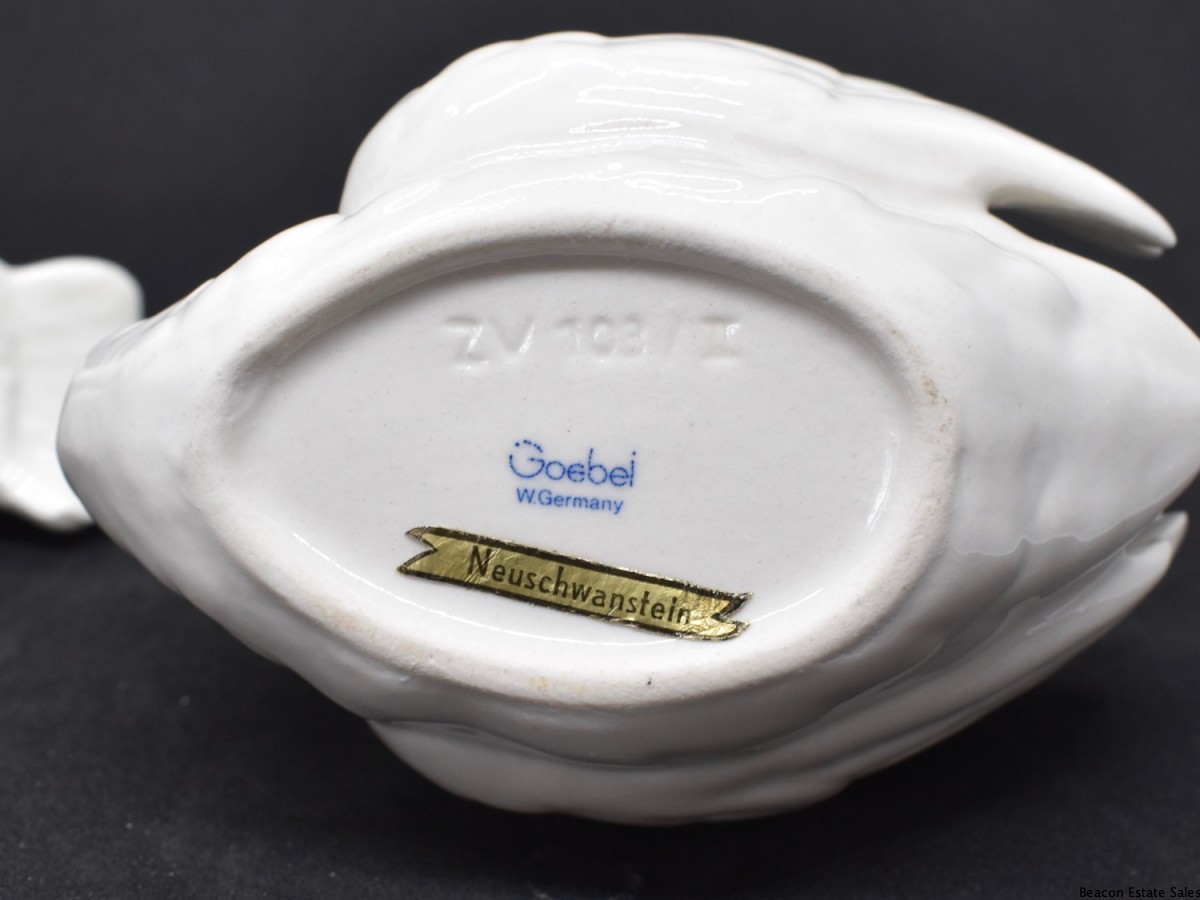 ZV 103/I
Goebel
W.Germany
Neuschwanstein
Beacon Estate Sales